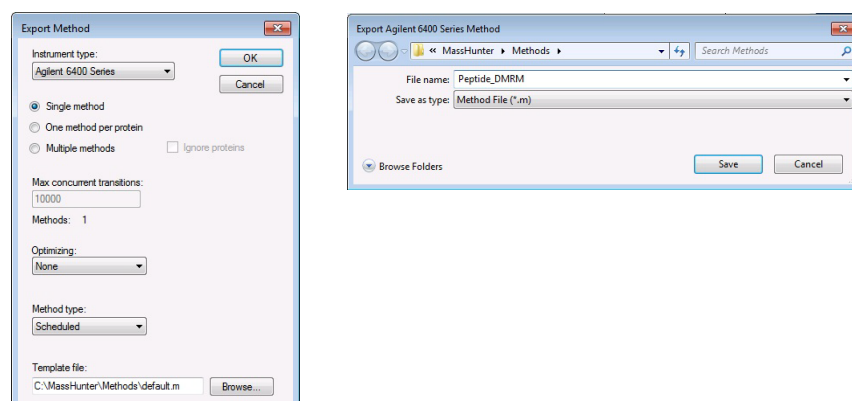 Export Method
Instrument type:
Agilent 6400 Series
OK
Cancel
Single method
One method per protein
Multiple methods
Ignore proteins
Max concurrent transitions:
10000
Methods: 1
Optimizing:
None
Method type:
Scheduled
Template file:
C:\MassHunter\Methods\default.m
Browse...
Export Agilent 6400 Series Method
« MassHunter Methods
Search Methods
File name: Peptide_DMRM
Save as type: Method File (*.m)
Browse Folders
Save
Cancel